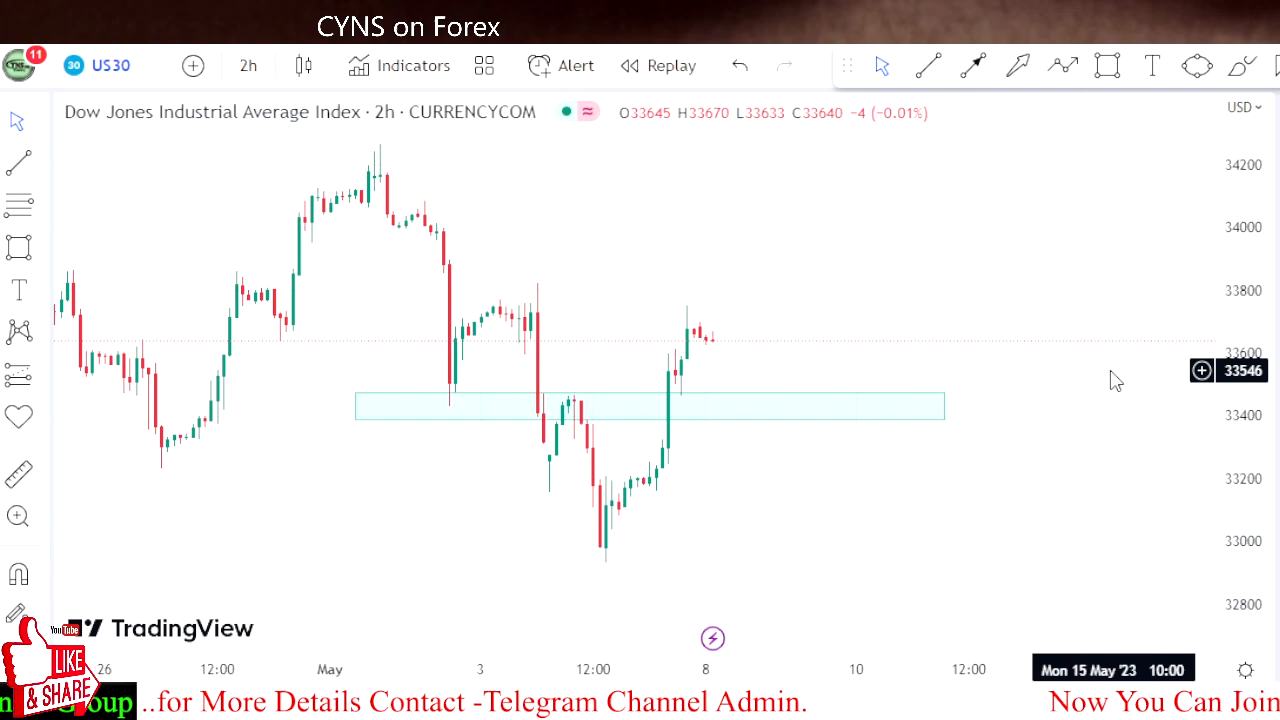 CYNS on Forex
11
30 US30 2h Indicators Alert Replay
Dow Jones Industrial Average Index · 2h · CURRENCYCOM O33645 H33670 L33633 C33640 −4 (−0.01%)
USD
34200
34000
33800
33600
33546
33400
33200
33000
32800
TradingView
26 12:00 May 3 12:00 8 10 12:00 Mon 15 May '23 10:00
YouTube
LIKE
& SHARE
..for More Details Contact -Telegram Channel Admin. Now You Can Join